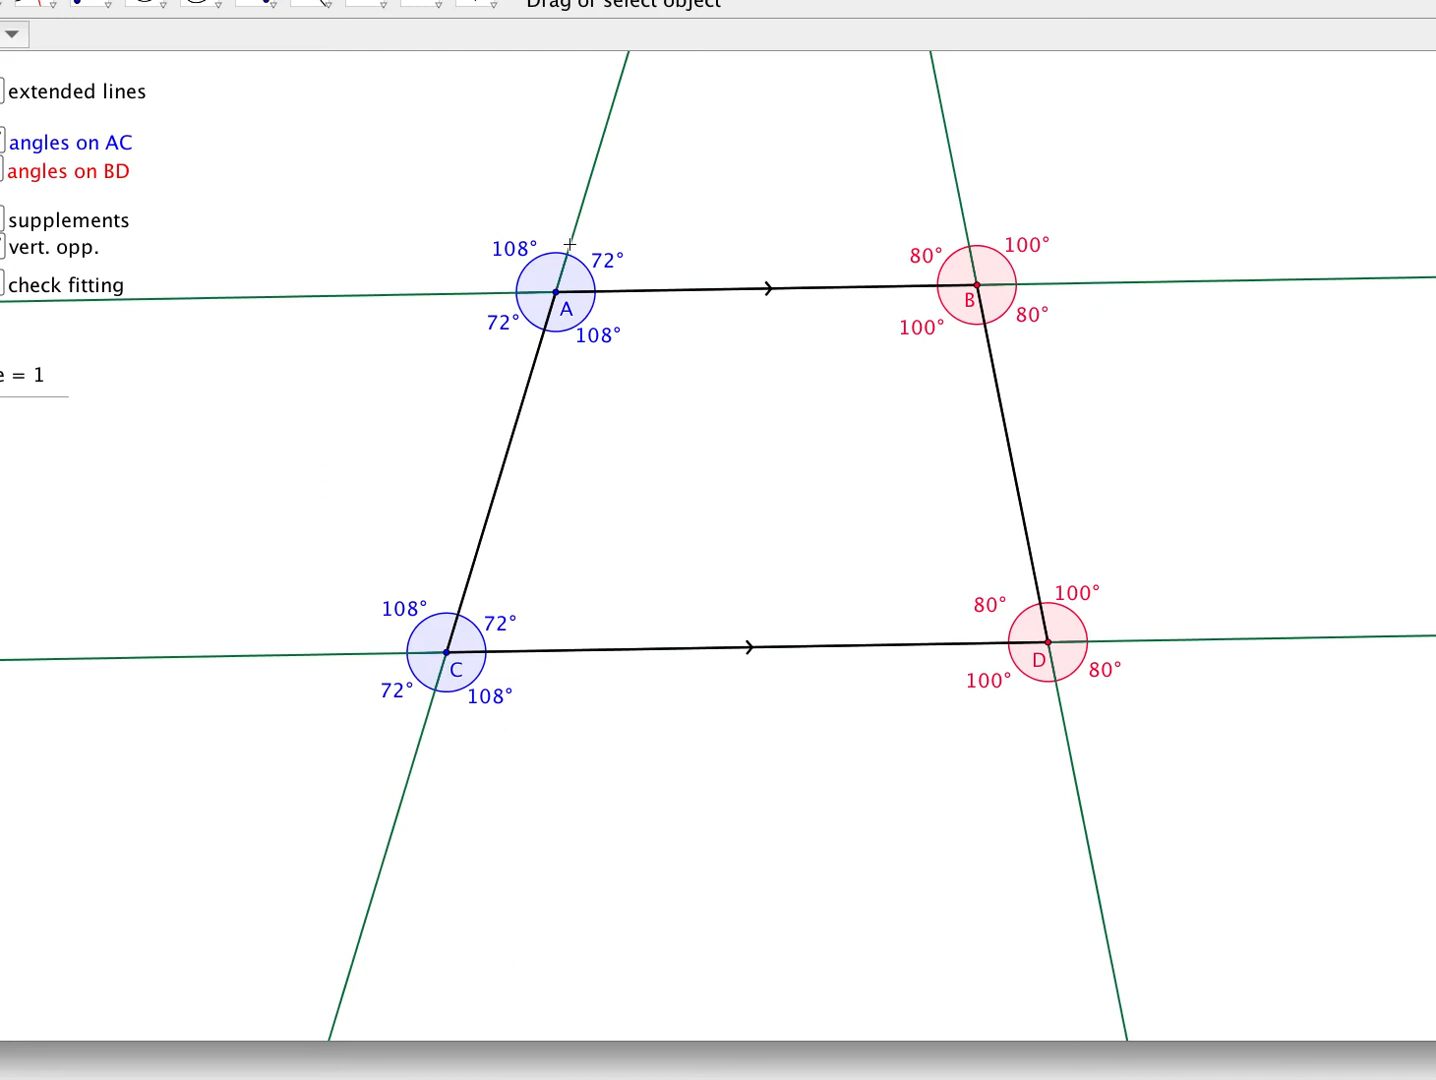 Drag or select object
extended lines
angles on AC
angles on BD
supplements
vert. opp.
check fitting
e = 1
108°
72°
A
72°
108°
80°
100°
B
100°
80°
108°
72°
C
72°
108°
80°
100°
D
100°
80°